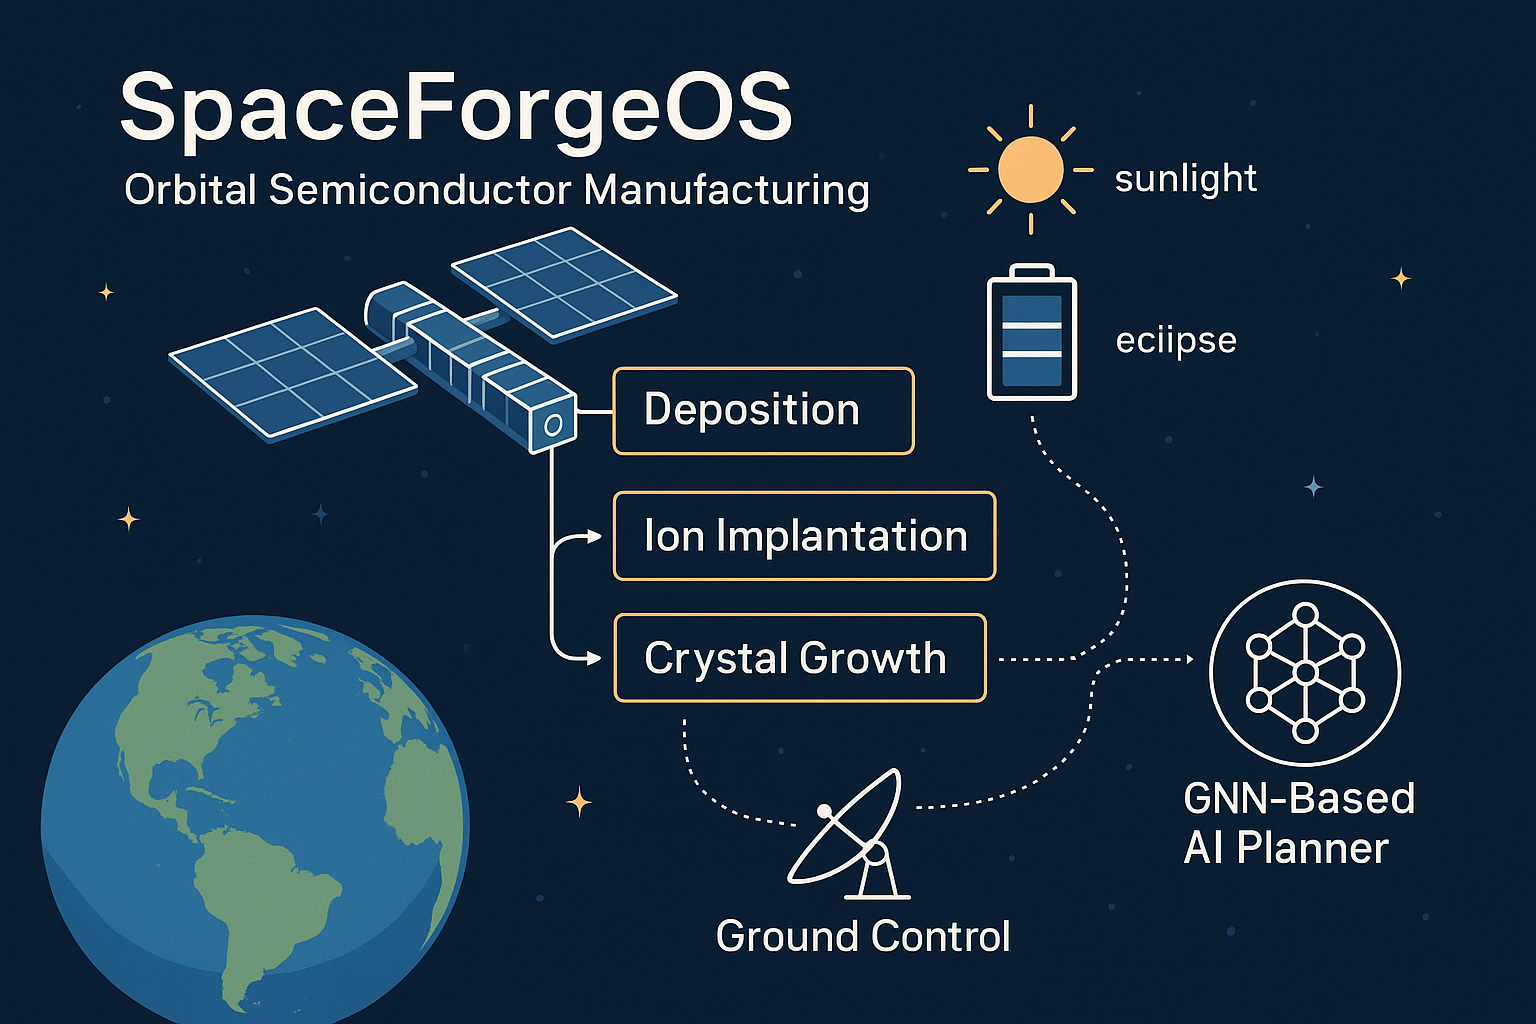 SpaceForgeOS
Orbital Semiconductor Manufacturing
sunlight
eciipse
Deposition
Ion Implantation
Crystal Growth
GNN-Based
AI Planner
Ground Control